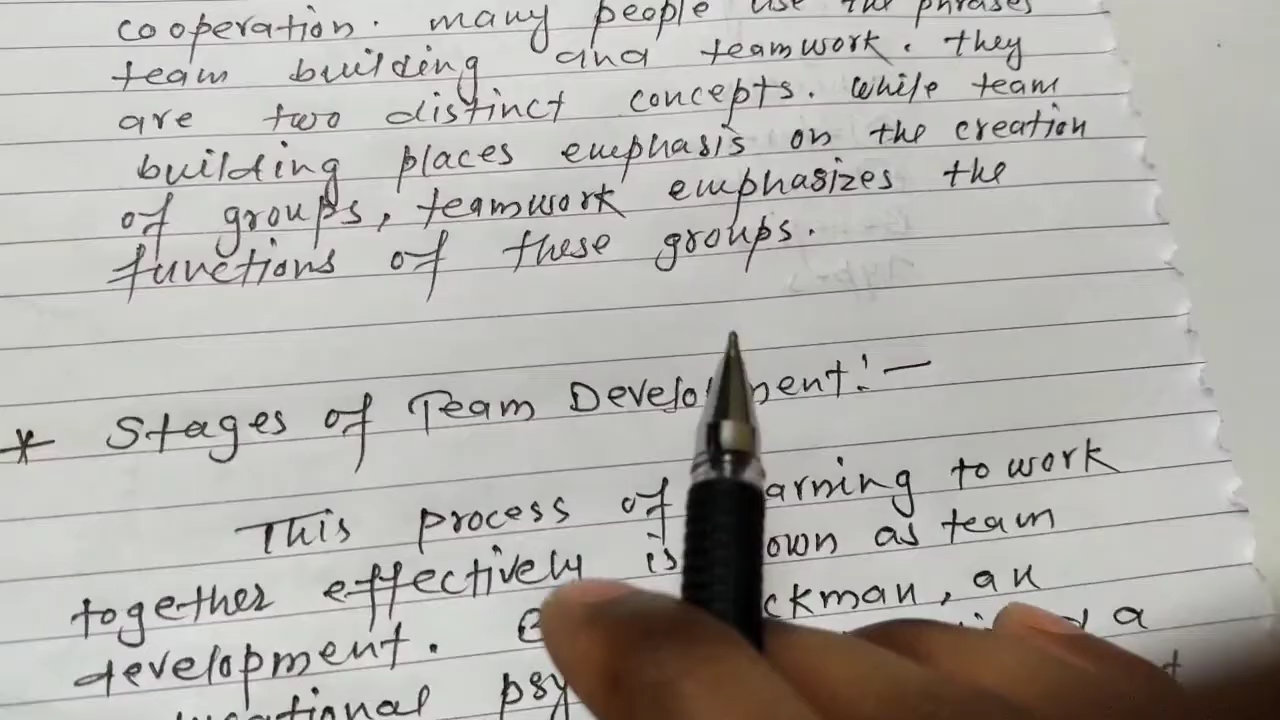 cooperation. many people use the phrases
team building and teamwork. they
are two distinct concepts. while team
building places emphasis on the creation
of groups, teamwork emphasizes the
functions of these groups.
* Stages of Team Development:-
This process of arning to work
together effectively is own as team
development. ckman, an
a